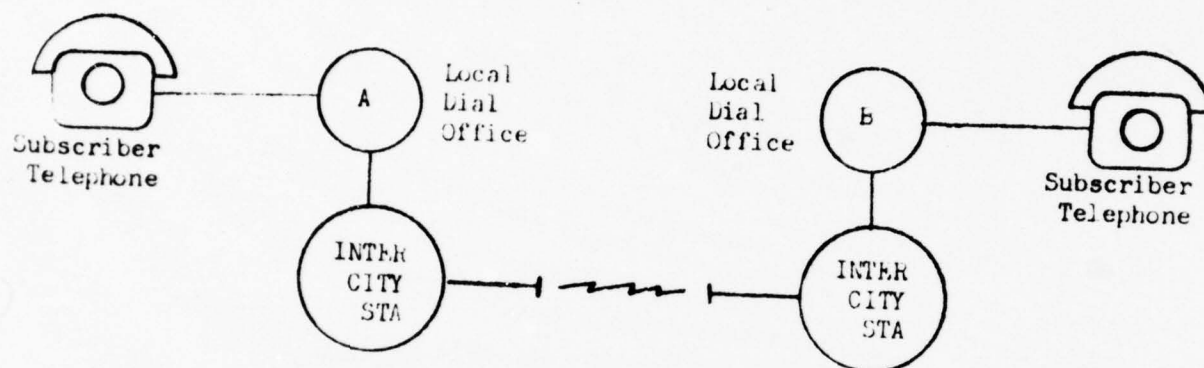 Subscriber
Telephone
A
Local
Dial
Office
INTER
CITY
STA
Local
Dial
Office
B
Subscriber
Telephone
INTER
CITY
STA